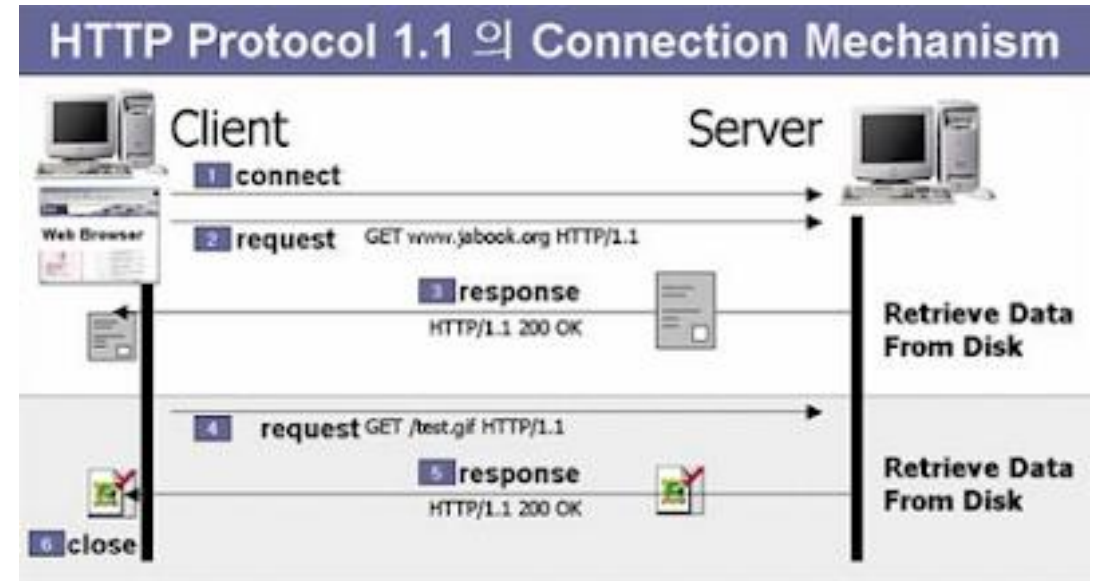 HTTP Protocol 1.1 의 Connection Mechanism
Client
Server
1 connect
Web Browser
2 request GET www.jabook.org HTTP/1.1
3 response
HTTP/1.1 200 OK
Retrieve Data
From Disk
4 request GET /test.gif HTTP/1.1
5 response
HTTP/1.1 200 OK
Retrieve Data
From Disk
6 close